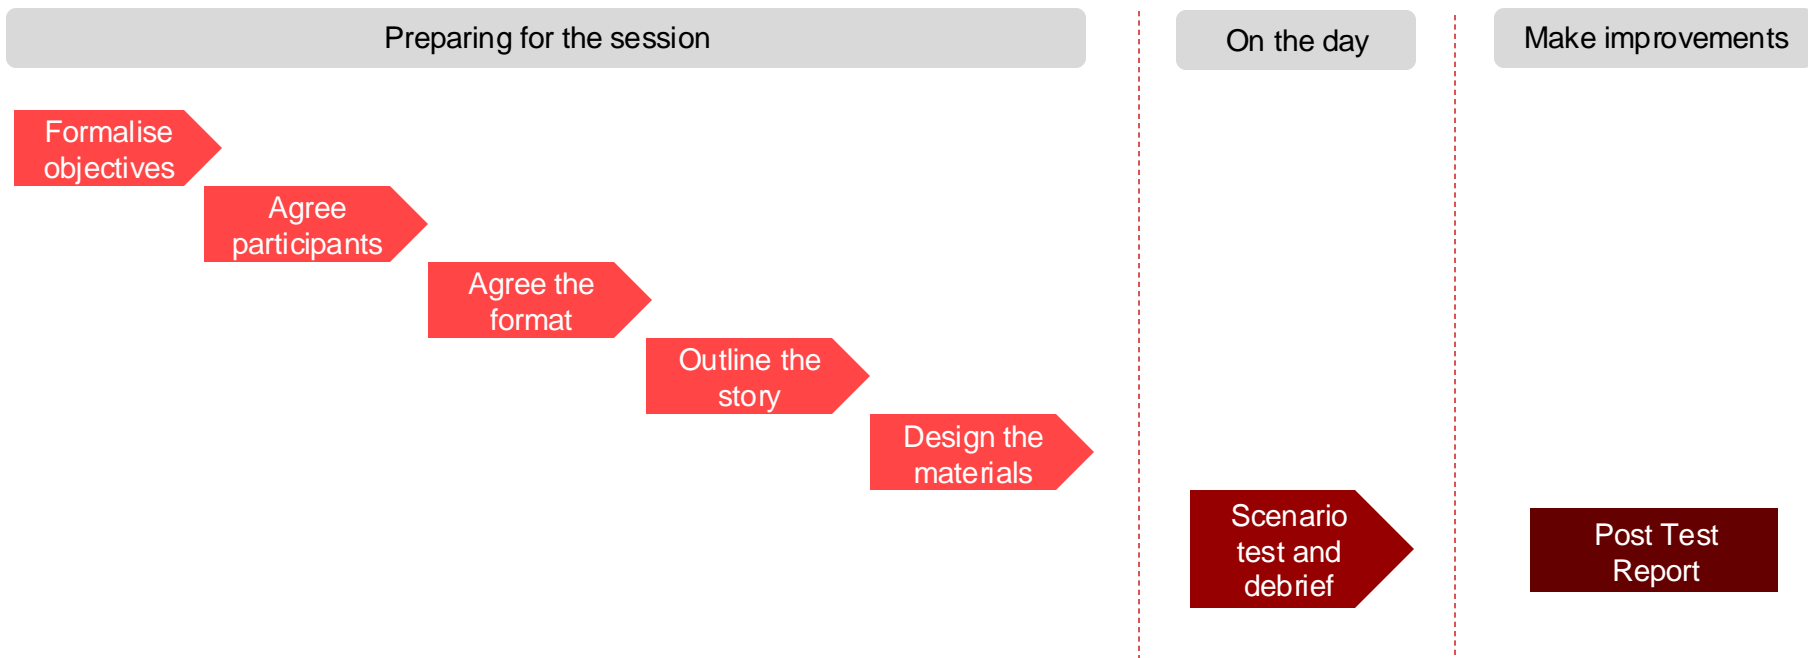 Preparing for the session
On the day
Make improvements
Formalise
objectives
Agree
participants
Agree the
format
Outline the
story
Design the
materials
Scenario
test and
debrief
Post Test
Report